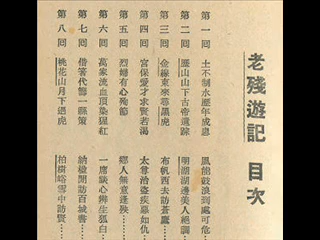 老殘遊記 目次
第一回 土不制水歷年成患 風能鼓浪到處可危……
第二回 歷山山下古帝遺蹤 明湖湖邊美人絕調……
第三回 金線東來尋黑虎 布帆西去訪蒼鷹……
第四回 宮保愛才求賢若渴 太尊治盜疾惡如仇……
第五回 烈婦有心殉節 鄉人無意逢殃……
第六回 萬家流血頂染猩紅 一席談心辯生狐白……
第七回 借箸代籌一縣策 納楹閒訪百城書……
第八回 桃花山月下遇虎 柏樹峪雪中訪賢……